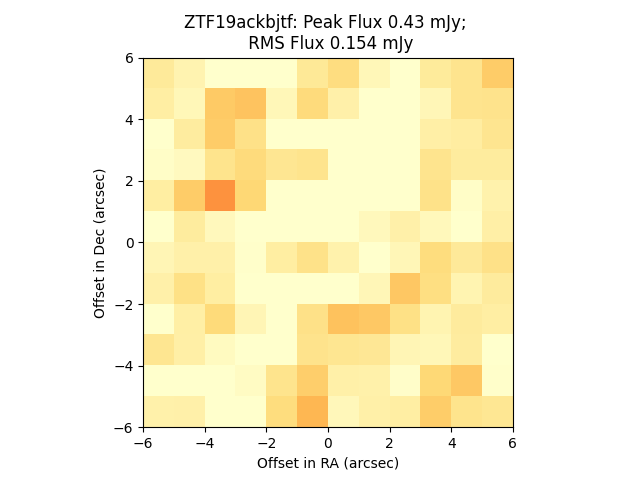 ZTF19ackbjtf: Peak Flux 0.43 mJy;
RMS Flux 0.154 mJy
6
4
2
0
−2
−4
−6
Offset in Dec (arcsec)
−6 −4 −2 0 2 4 6
Offset in RA (arcsec)